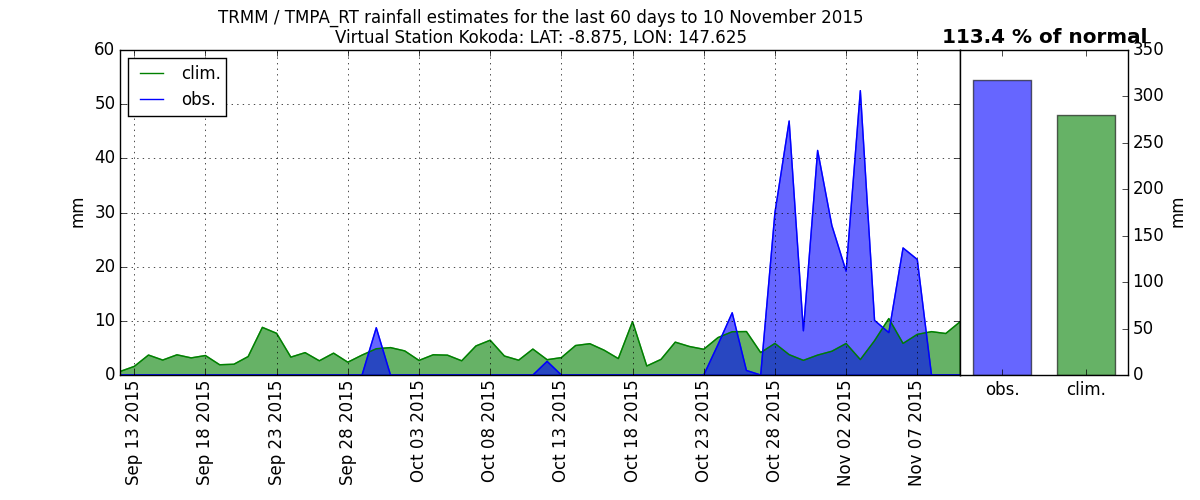 TRMM / TMPA_RT rainfall estimates for the last 60 days to 10 November 2015
Virtual Station Kokoda: LAT: -8.875, LON: 147.625
113.4 % of normal
clim.
obs.
mm
60
50
40
30
20
10
0
Sep 13 2015
Sep 18 2015
Sep 23 2015
Sep 28 2015
Oct 03 2015
Oct 08 2015
Oct 13 2015
Oct 18 2015
Oct 23 2015
Oct 28 2015
Nov 02 2015
Nov 07 2015
350
300
250
200
150
100
50
0
mm
obs.
clim.